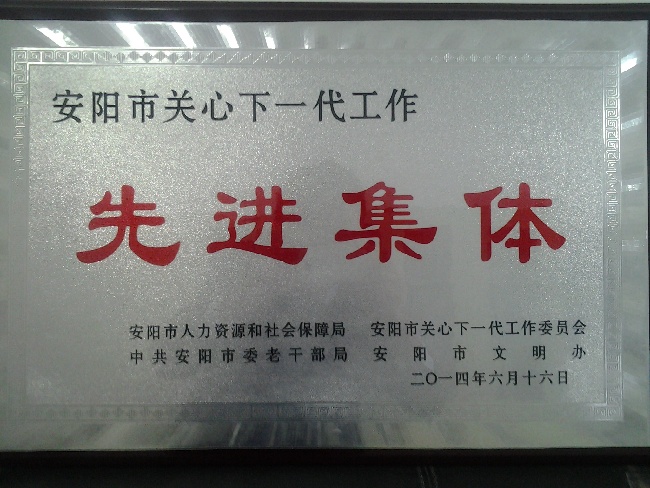 安阳市关心下一代工作
先进集体
安阳市人力资源和社会保障局 安阳市关心下一代工作委员会
中共安阳市委老干部局 安阳市文明办
二〇一四年六月十六日